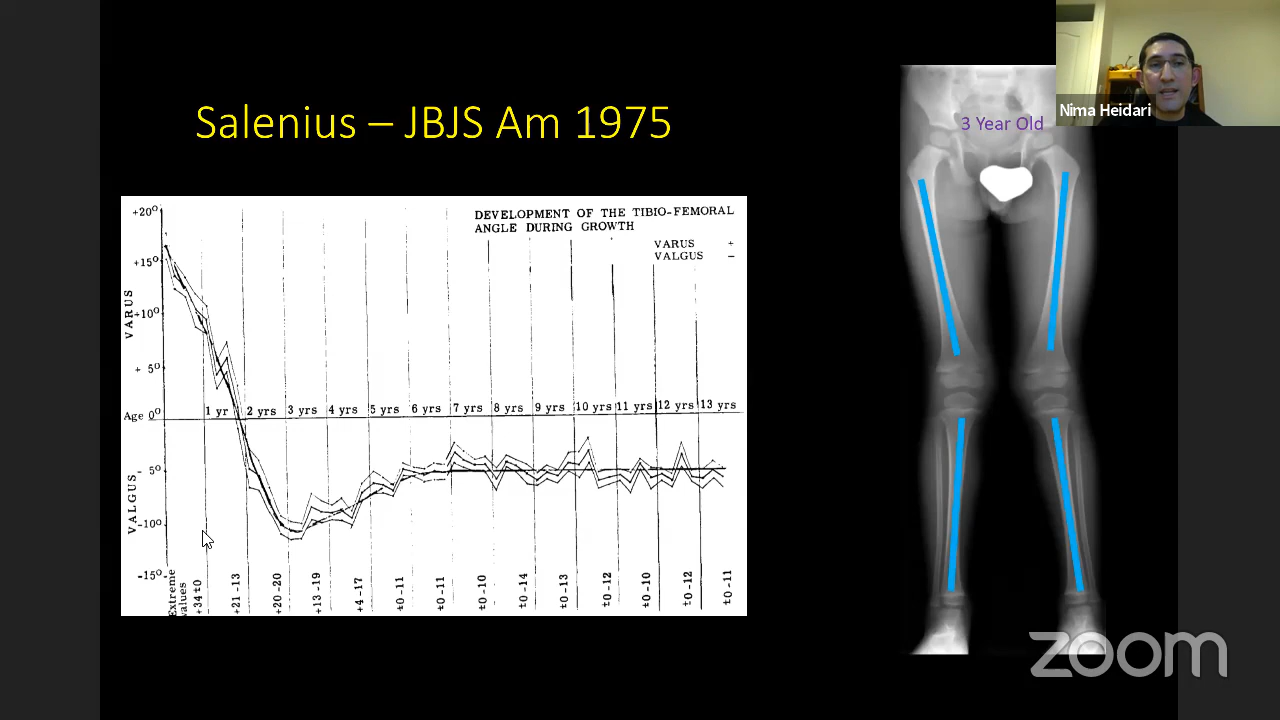 Salenius – JBJS Am 1975
3 Year Old
Nima Heidari
DEVELOPMENT OF THE TIBIO-FEMORAL
ANGLE DURING GROWTH
VARUS +
VALGUS –
+20°
+15°
+10°
+ 5°
Age 0°
- 5°
-10°
-15°
VARUS
VALGUS
1 yr 2 yrs 3 yrs 4 yrs 5 yrs 6 yrs 7 yrs 8 yrs 9 yrs 10 yrs 11 yrs 12 yrs 13 yrs
Extreme
values
+34 ±0
+21 -13
+20 -20
+13 -19
+4 -17
±0 -11
±0 -11
±0 -10
±0 -14
±0 -13
±0 -12
±0 -10
±0 -12
±0 -11
zoom